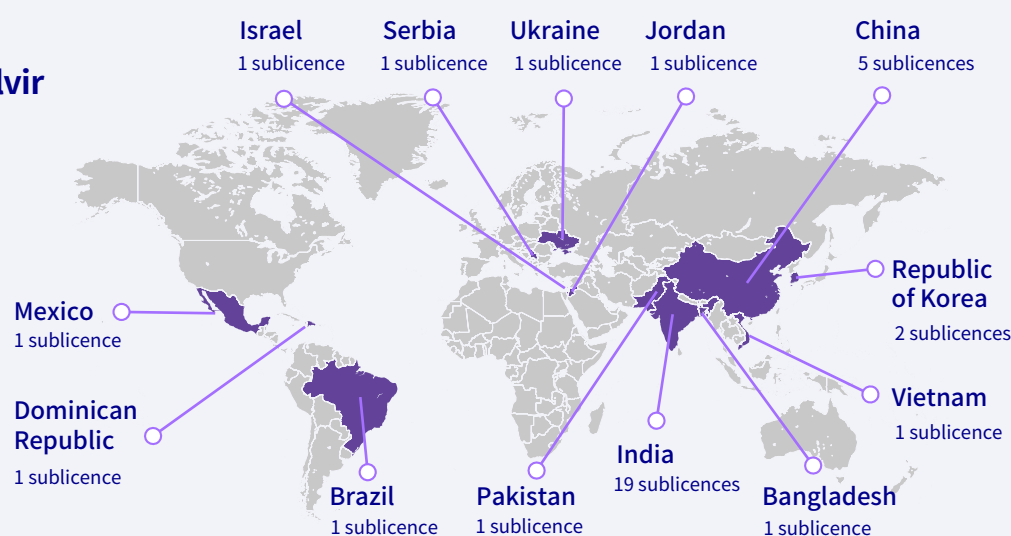 Israel
1 sublicence
Serbia
1 sublicence
Ukraine
1 sublicence
Jordan
1 sublicence
China
5 sublicences
Republic
of Korea
2 sublicences
Mexico
1 sublicence
Vietnam
1 sublicence
Dominican
Republic
1 sublicence
India
19 sublicences
Brazil
1 sublicence
Pakistan
1 sublicence
Bangladesh
1 sublicence